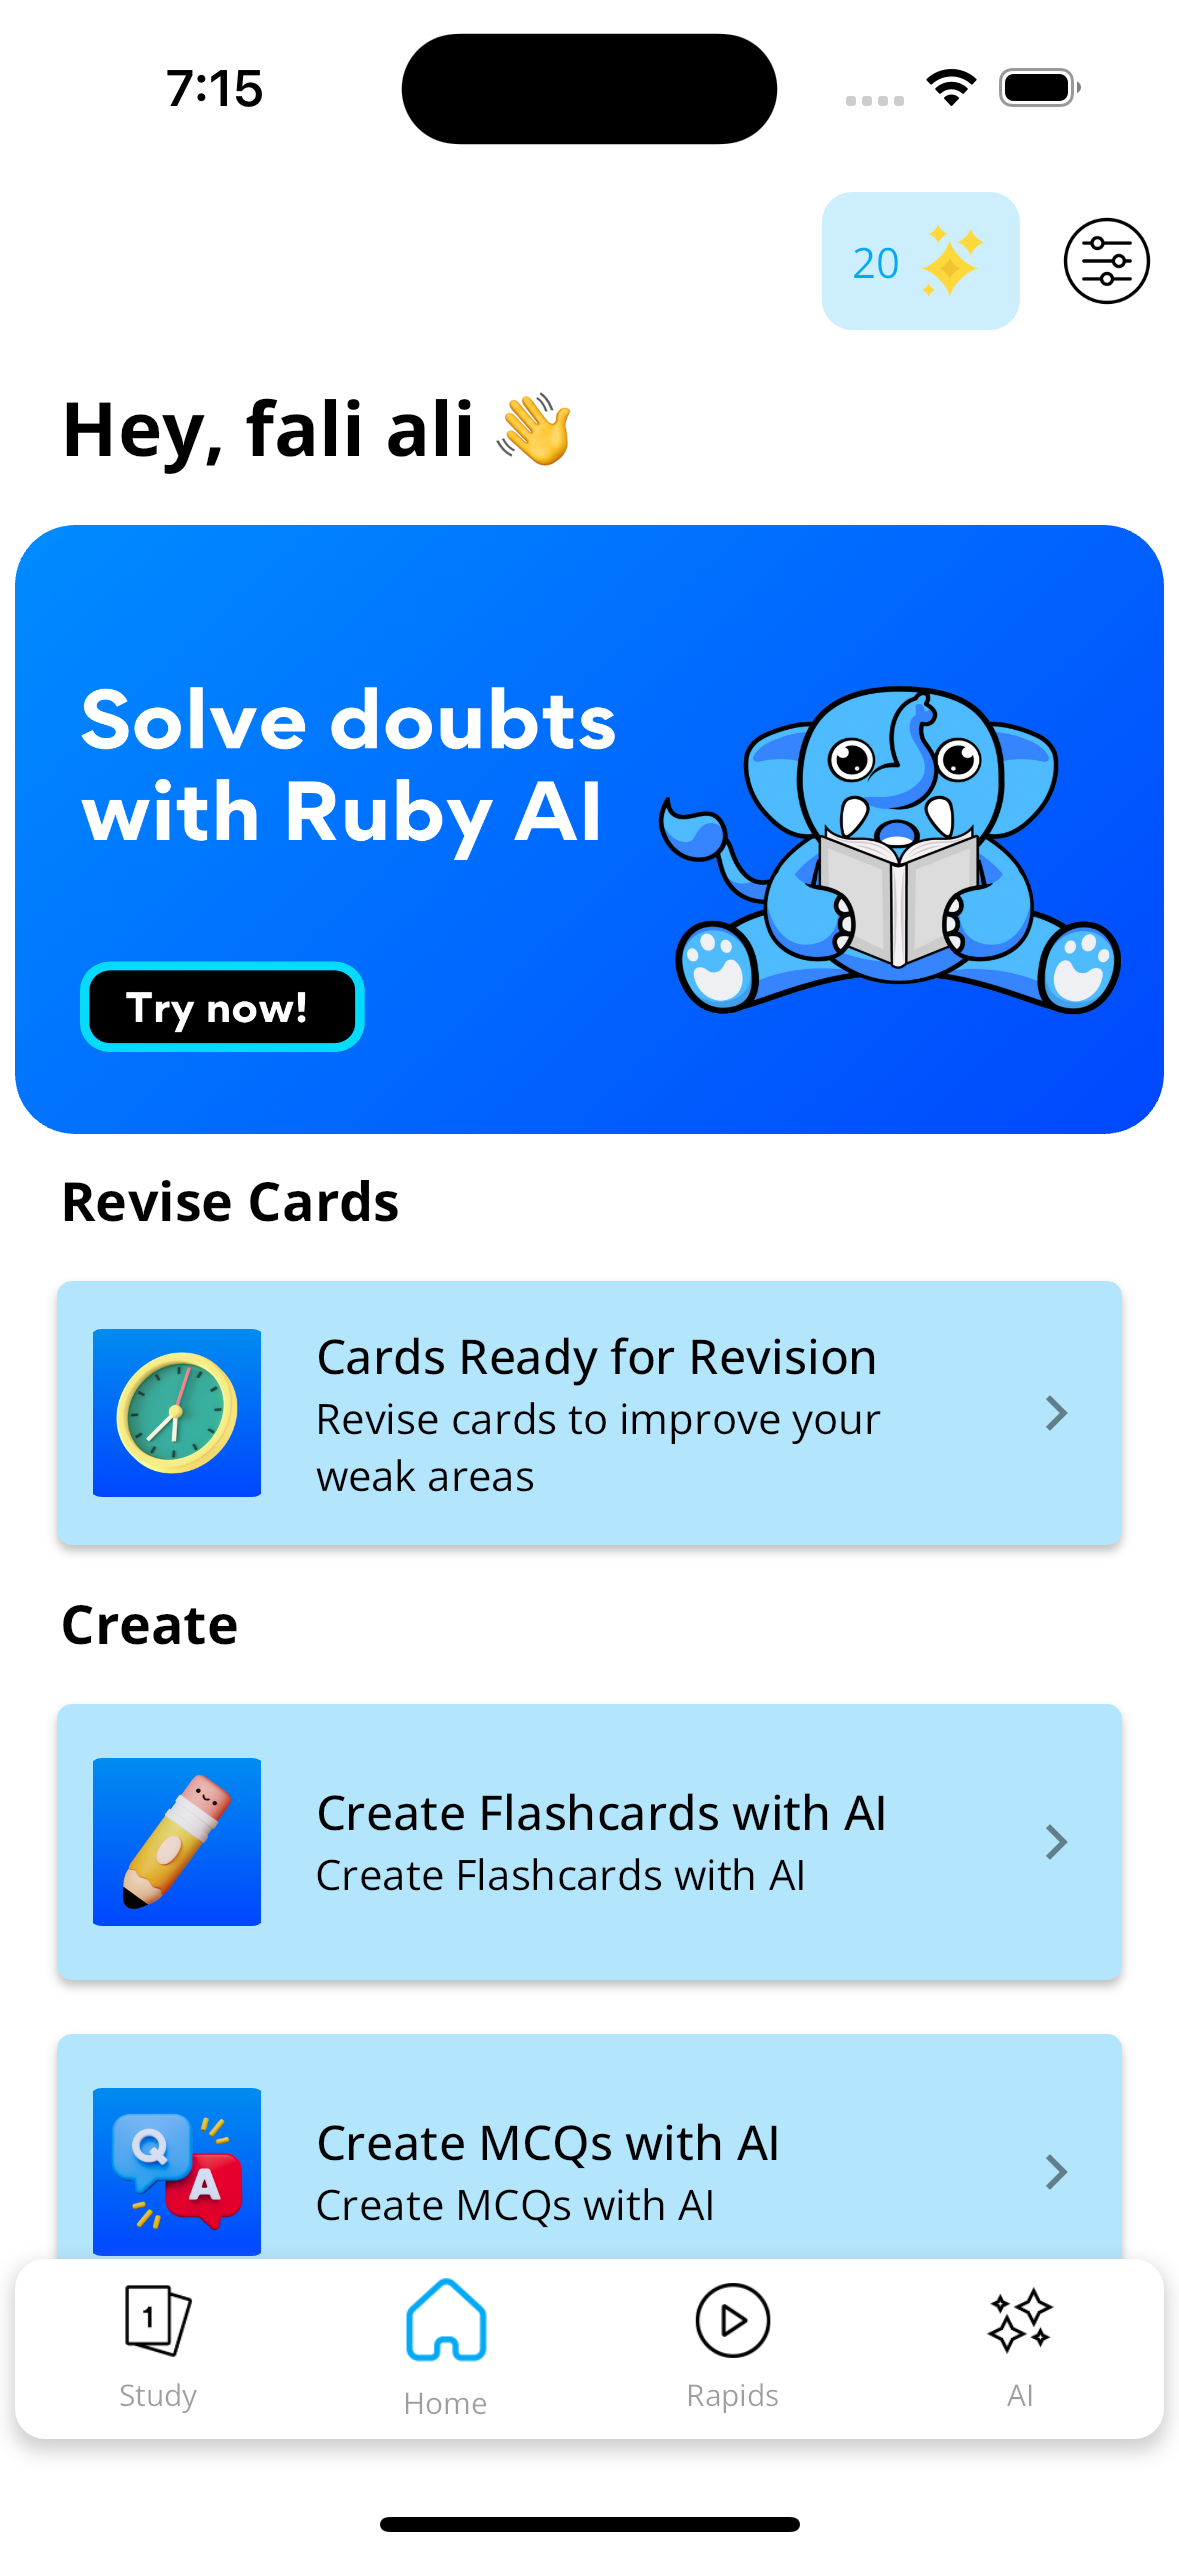 7:15
20
Hey, fali ali 👋
Solve doubts
with Ruby AI
Try now!
Revise Cards
Cards Ready for Revision
Revise cards to improve your
weak areas
Create
Create Flashcards with AI
Create Flashcards with AI
Q
A
Create MCQs with AI
Create MCQs with AI
1
Study
Home
Rapids
AI